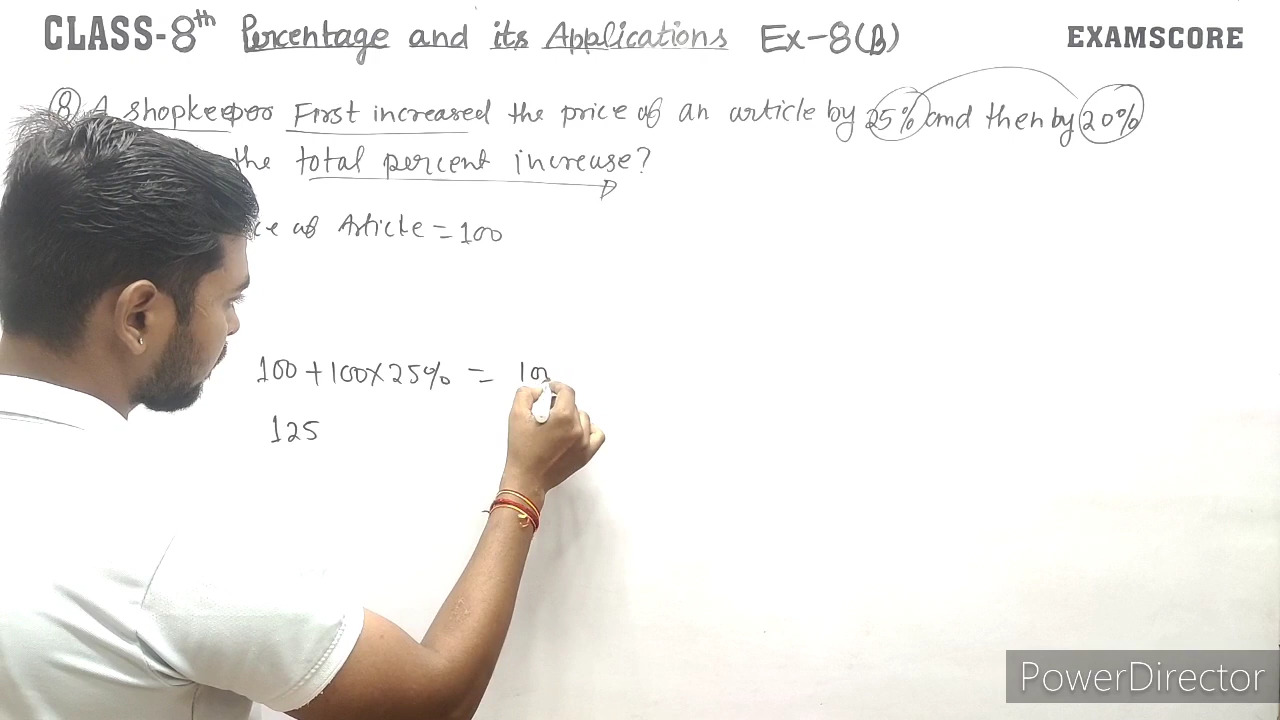 CLASS-8th Percentage and its Applications Ex-8(B)
EXAMSCORE
8 A shopkeeper First increased the price of an article by 25% and then by 20%
the total percent increase?
ce of Article = 100
100 + 100 × 25% = 100
125
PowerDirector